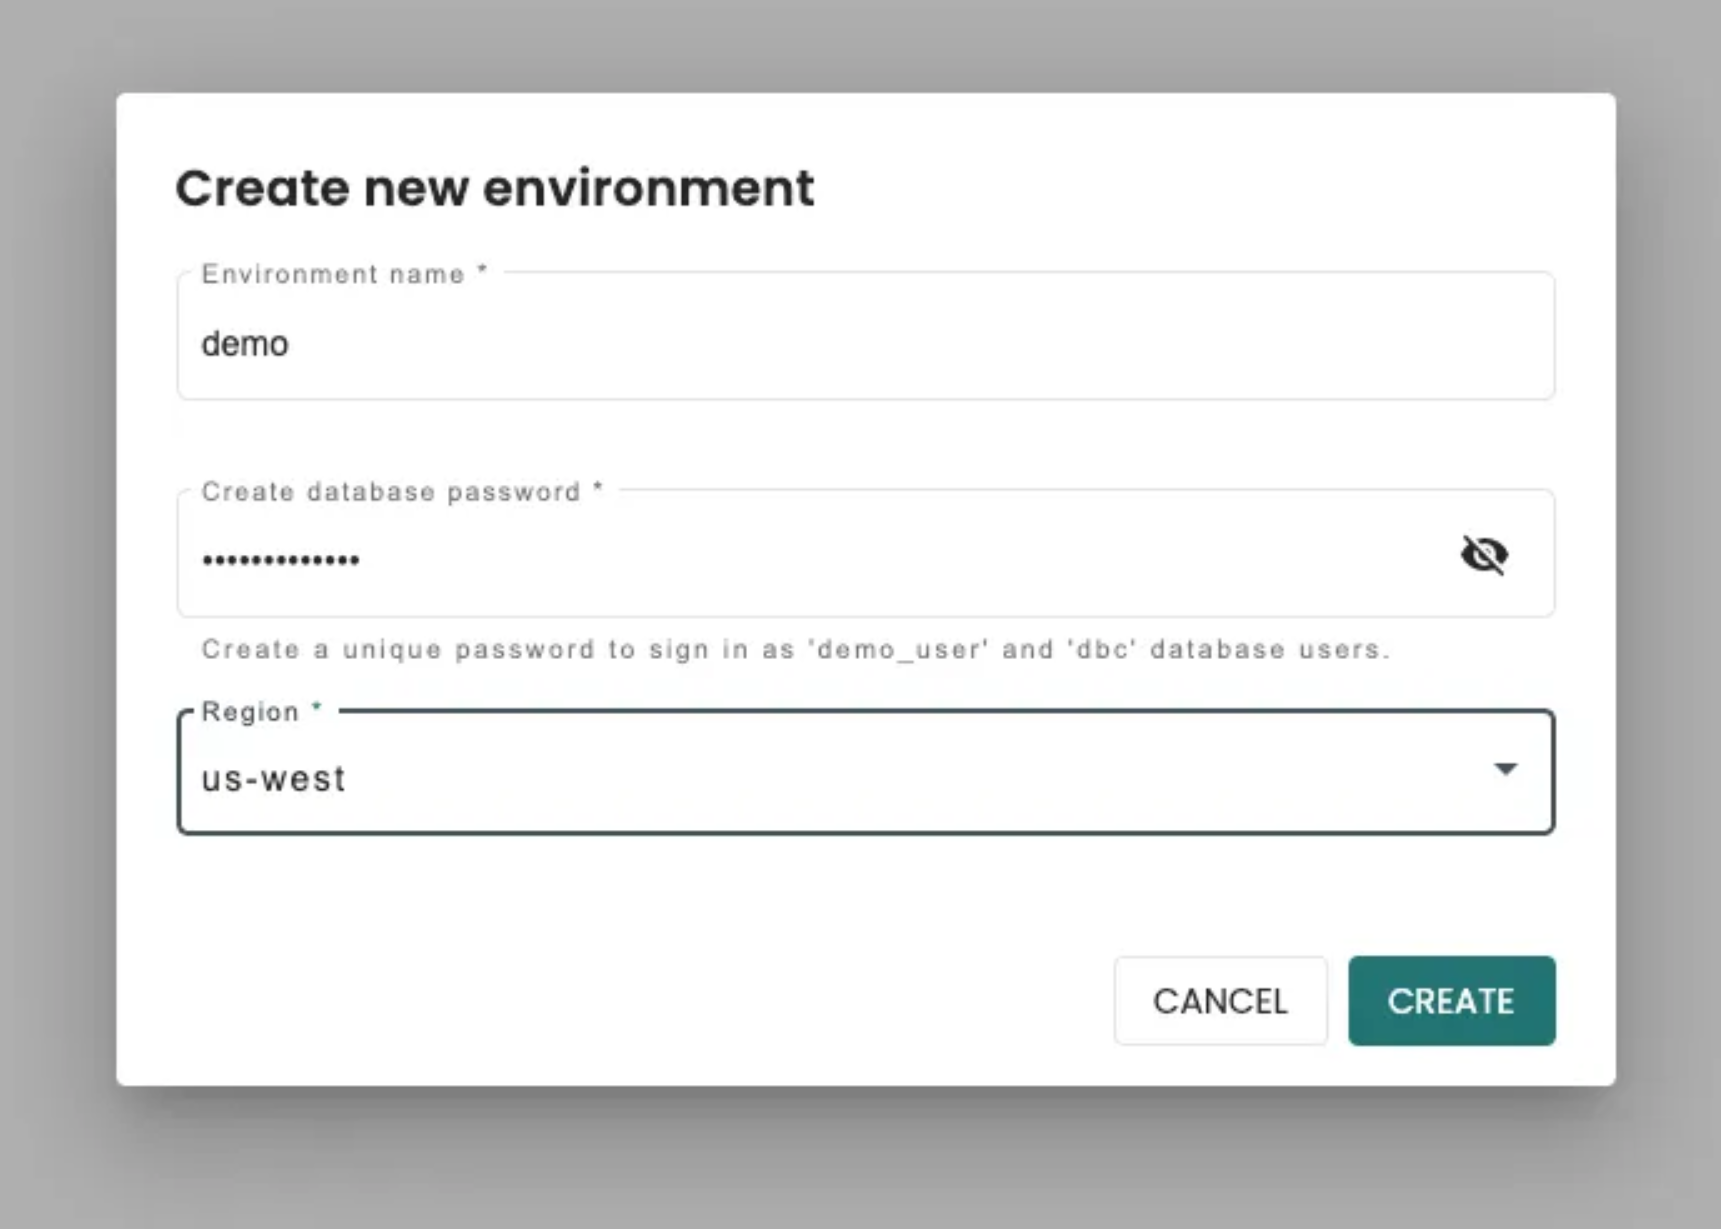 Create new environment
Environment name *
demo
Create database password *
•••••••••••••
Create a unique password to sign in as 'demo_user' and 'dbc' database users.
Region *
us-west
CANCEL
CREATE